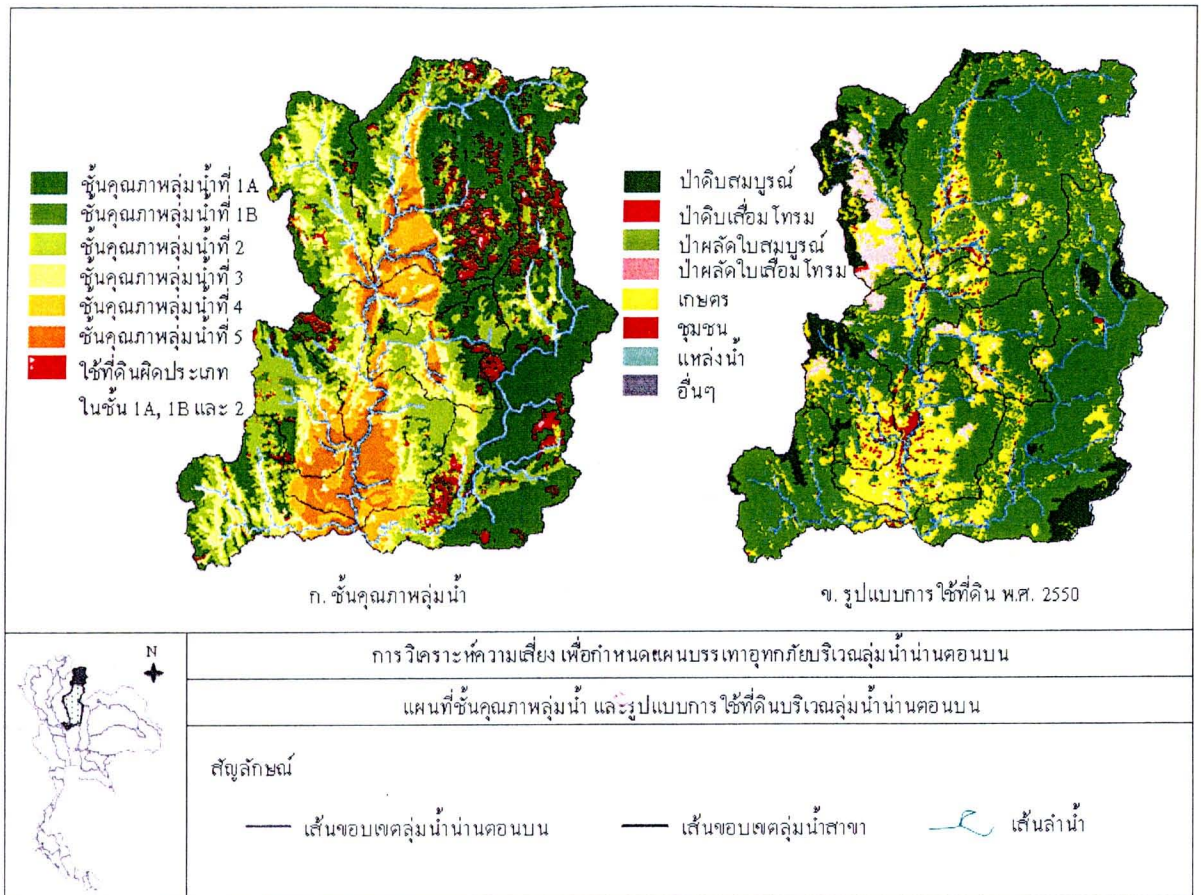 ชั้นคุณภาพลุ่มน้ำที่ 1A
ชั้นคุณภาพลุ่มน้ำที่ 1B
ชั้นคุณภาพลุ่มน้ำที่ 2
ชั้นคุณภาพลุ่มน้ำที่ 3
ชั้นคุณภาพลุ่มน้ำที่ 4
ชั้นคุณภาพลุ่มน้ำที่ 5
ใช้ที่ดินผิดประเภท
ในชั้น 1A, 1B และ 2
ป่าดิบสมบูรณ์
ป่าดิบเสื่อมโทรม
ป่าผลัดใบสมบูรณ์
ป่าผลัดใบเสื่อมโทรม
เกษตร
ชุมชน
แหล่งน้ำ
อื่นๆ
ก. ชั้นคุณภาพลุ่มน้ำ
ข. รูปแบบการใช้ที่ดิน พ.ศ. 2550
N
การวิเคราะห์ความเสี่ยง เพื่อกำหนดแผนบรรเทาอุทกภัยบริเวณลุ่มน้ำน่านตอนบน
แผนที่ชั้นคุณภาพลุ่มน้ำ และรูปแบบการใช้ที่ดินบริเวณลุ่มน้ำน่านตอนบน
สัญลักษณ์
เส้นขอบเขตลุ่มน้ำน่านตอนบน
เส้นขอบเขตลุ่มน้ำสาขา
เส้นลำน้ำ